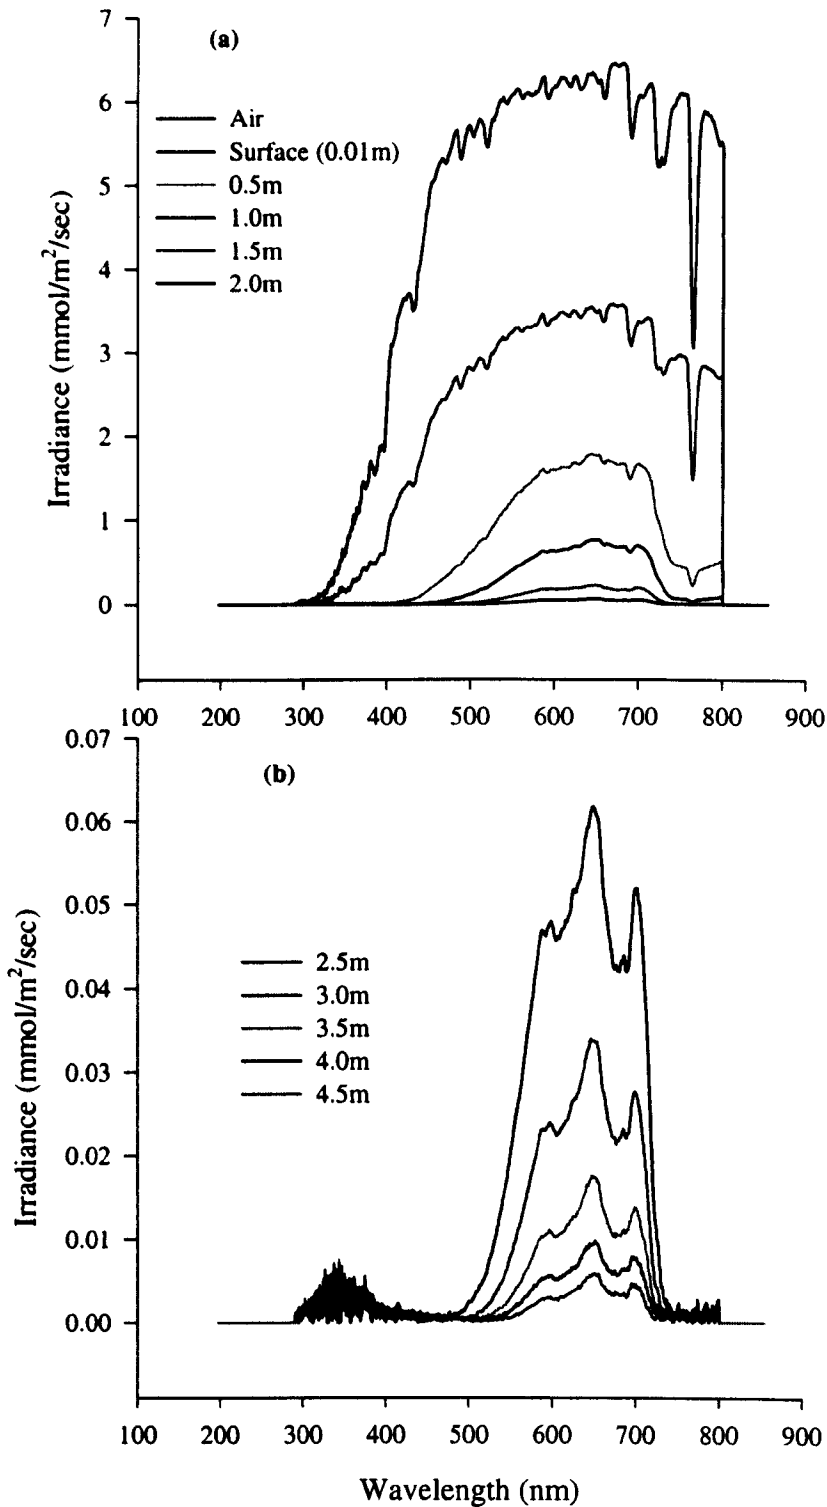 (a)
7
6
5
4
3
2
1
0
Irradiance (mmol/m²/sec)
Air
Surface (0.01m)
0.5m
1.0m
1.5m
2.0m
100 200 300 400 500 600 700 800 900
(b)
0.07
0.06
0.05
0.04
0.03
0.02
0.01
0.00
Irradiance (mmol/m²/sec)
2.5m
3.0m
3.5m
4.0m
4.5m
100 200 300 400 500 600 700 800 900
Wavelength (nm)